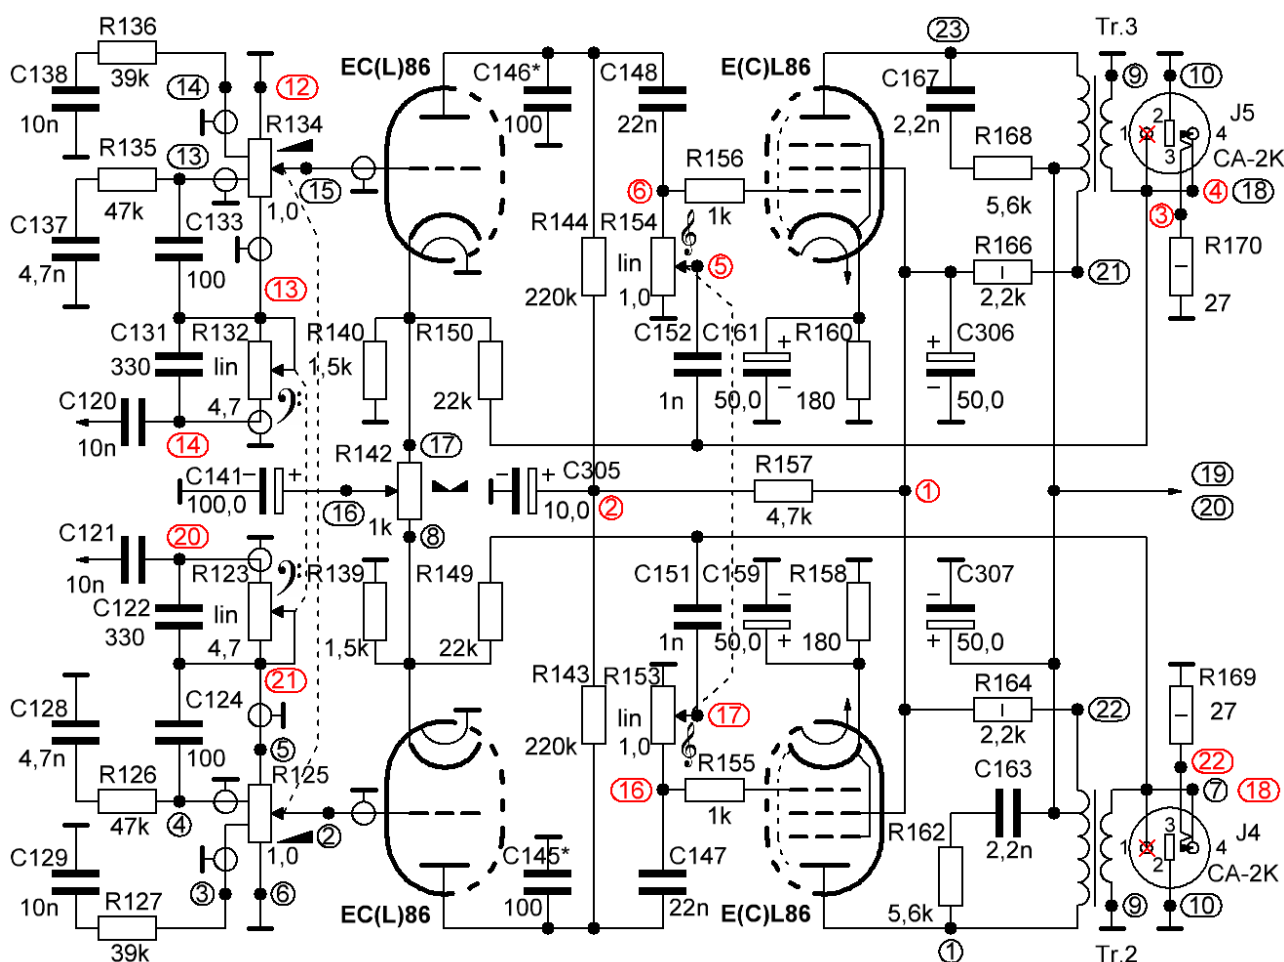 R136
39k
C138
10n
14
12
EC(L)86
C146*
100
C148
22n
E(C)L86
23
C167
2,2n
Tr.3
9
10
J5
1
2
3
4
CA-2K
R134
1,0
R135
47k
13
15
C137
4,7n
C133
100
6
R156
1k
R168
5,6k
4
18
3
R144
220k
R154
lin
1,0
5
R166
2,2k
21
R170
27
13
C131
330
R132
lin
4,7
R140
1,5k
R150
22k
C152
1n
C161
+
−
50,0
R160
180
C306
+
−
50,0
C120
10n
14
17
C141
−
+
100,0
16
R142
1k
8
−
+
C305
10,0
2
R157
4,7k
1
19
20
C121
10n
20
R123
lin
4,7
C122
330
R139
1,5k
R149
22k
C151
1n
C159
−
+
50,0
R158
180
C307
−
+
50,0
21
C124
100
C128
4,7n
5
R143
220k
R153
lin
1,0
17
R164
2,2k
22
R169
27
R126
47k
4
R125
1,0
2
16
R155
1k
C163
2,2n
22
7
18
J4
1
3
2
4
CA-2K
C129
10n
R127
39k
3
6
EC(L)86
C145*
100
C147
22n
E(C)L86
R162
5,6k
1
9
10
Tr.2